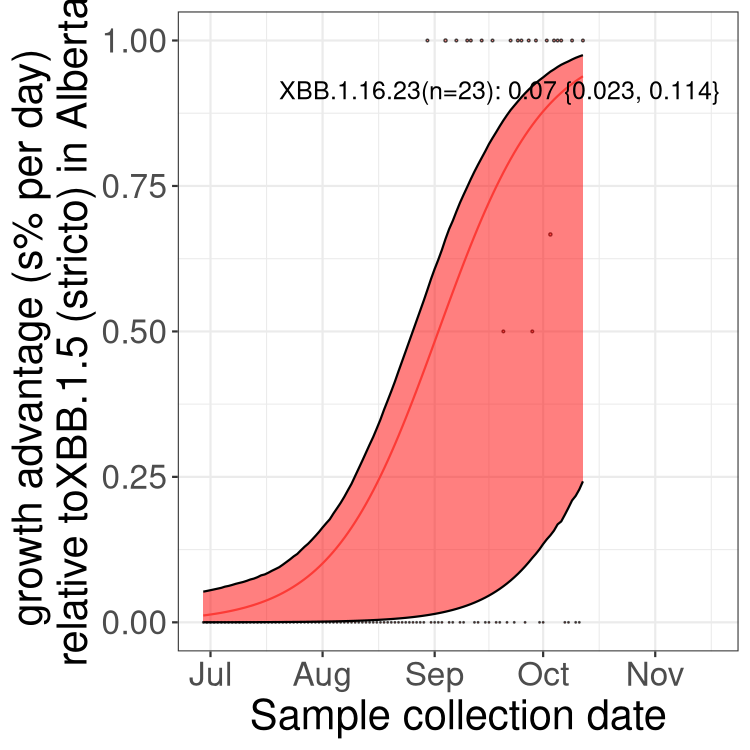 growth advantage (s% per day)
relative toXBB.1.5 (stricto) in Alberta
1.00
0.75
0.50
0.25
0.00
XBB.1.16.23(n=23): 0.07 {0.023, 0.114}
Jul Aug Sep Oct Nov
Sample collection date